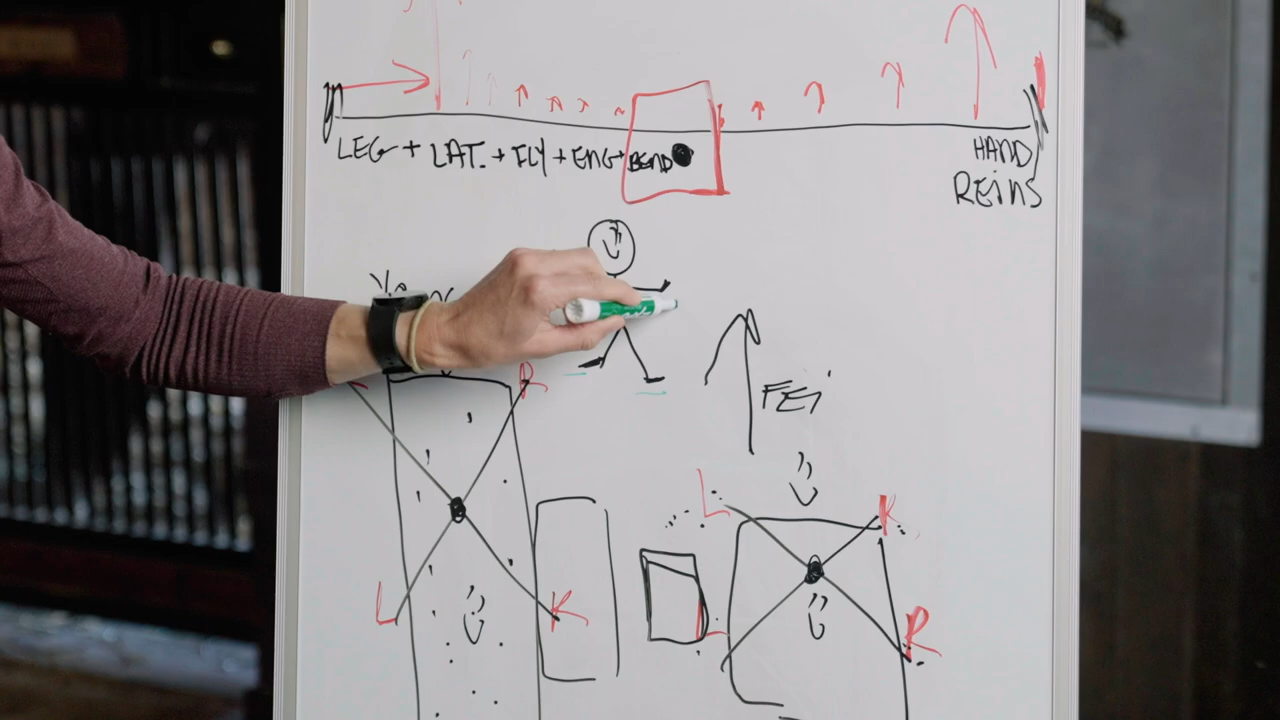 LEG + LAT. + FLY + ENG + BEND
HAND
REINS
R
FEI
L
R
L
R
L
R